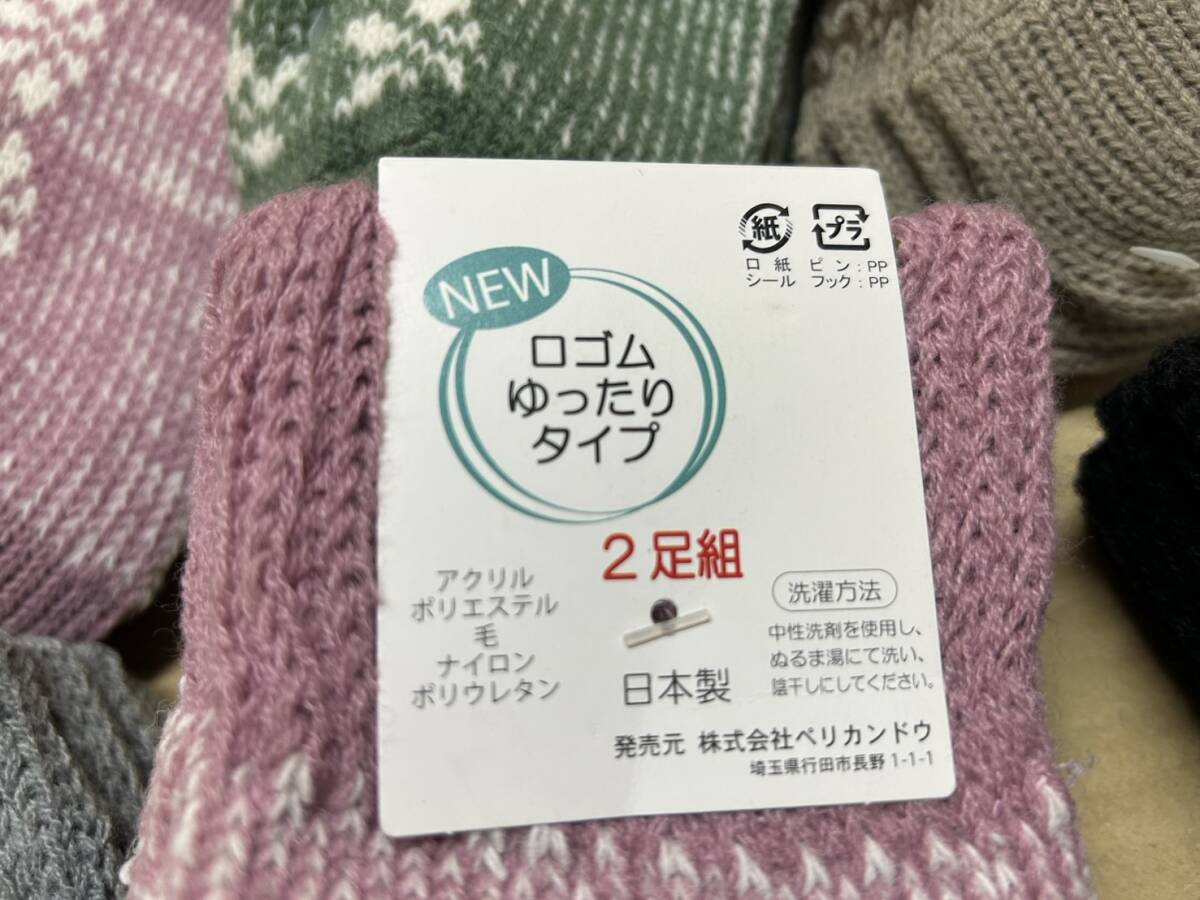 紙 プラ
口 紙 ピン : PP
シール フック : PP
NEW
口ゴム
ゆったり
タイプ
2足組
アクリル
ポリエステル
毛
ナイロン
ポリウレタン
日本製
洗濯方法
中性洗剤を使用し、
ぬるま湯にて洗い、
陰干しにしてください。
発売元 株式会社ペリカンドウ
埼玉県行田市長野1-1-1